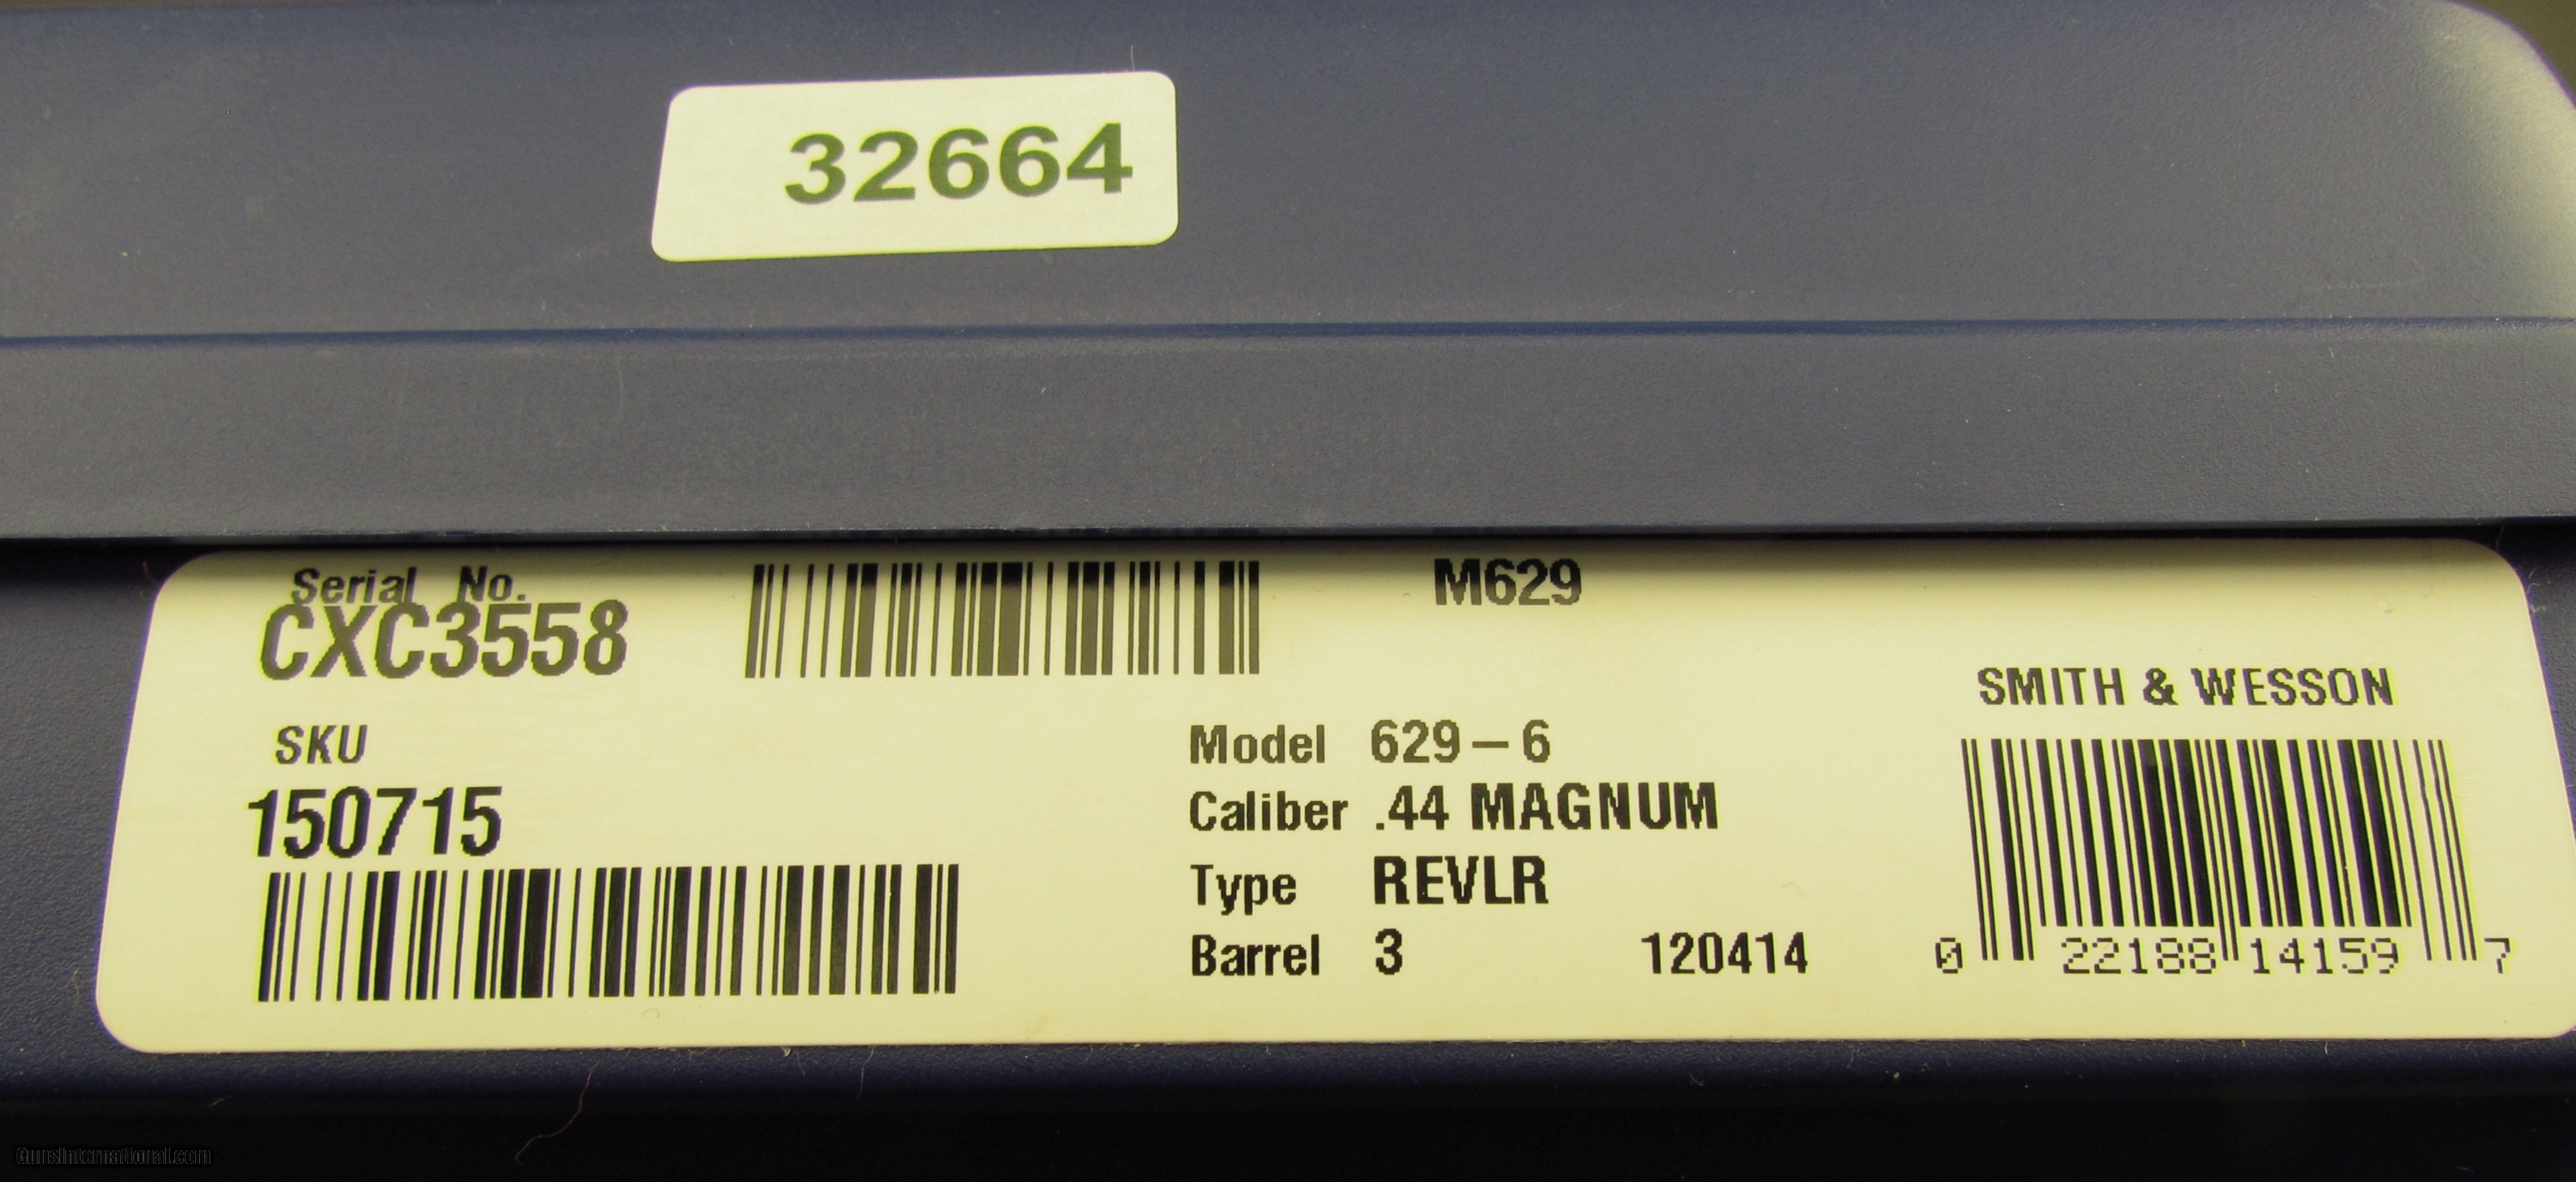 32664
Serial No.
CXC3558
M629
SKU
150715
Model 629-6
Caliber .44 MAGNUM
Type REVLR
Barrel 3
120414
SMITH & WESSON
0 22188 14159 7
GunsInternational.com